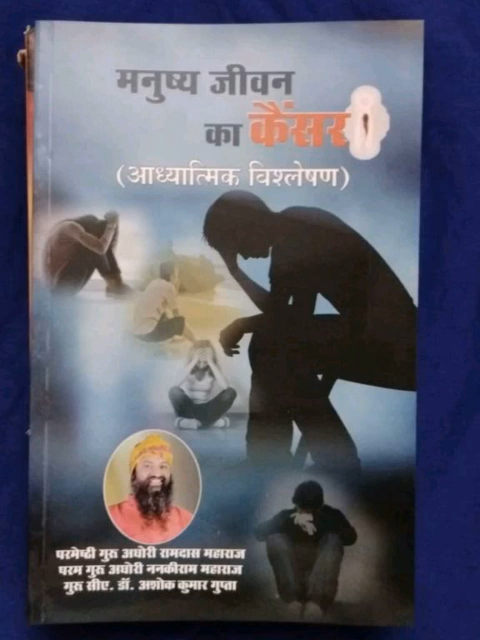 मनुष्य जीवन
का कैंसर
(आध्यात्मिक विश्लेषण)
परमेष्ठी गुरु अघोरी रामदास महाराज
परम गुरु अघोरी ननकीराम महाराज
गुरु सीए. डॉ. अशोक कुमार गुप्ता